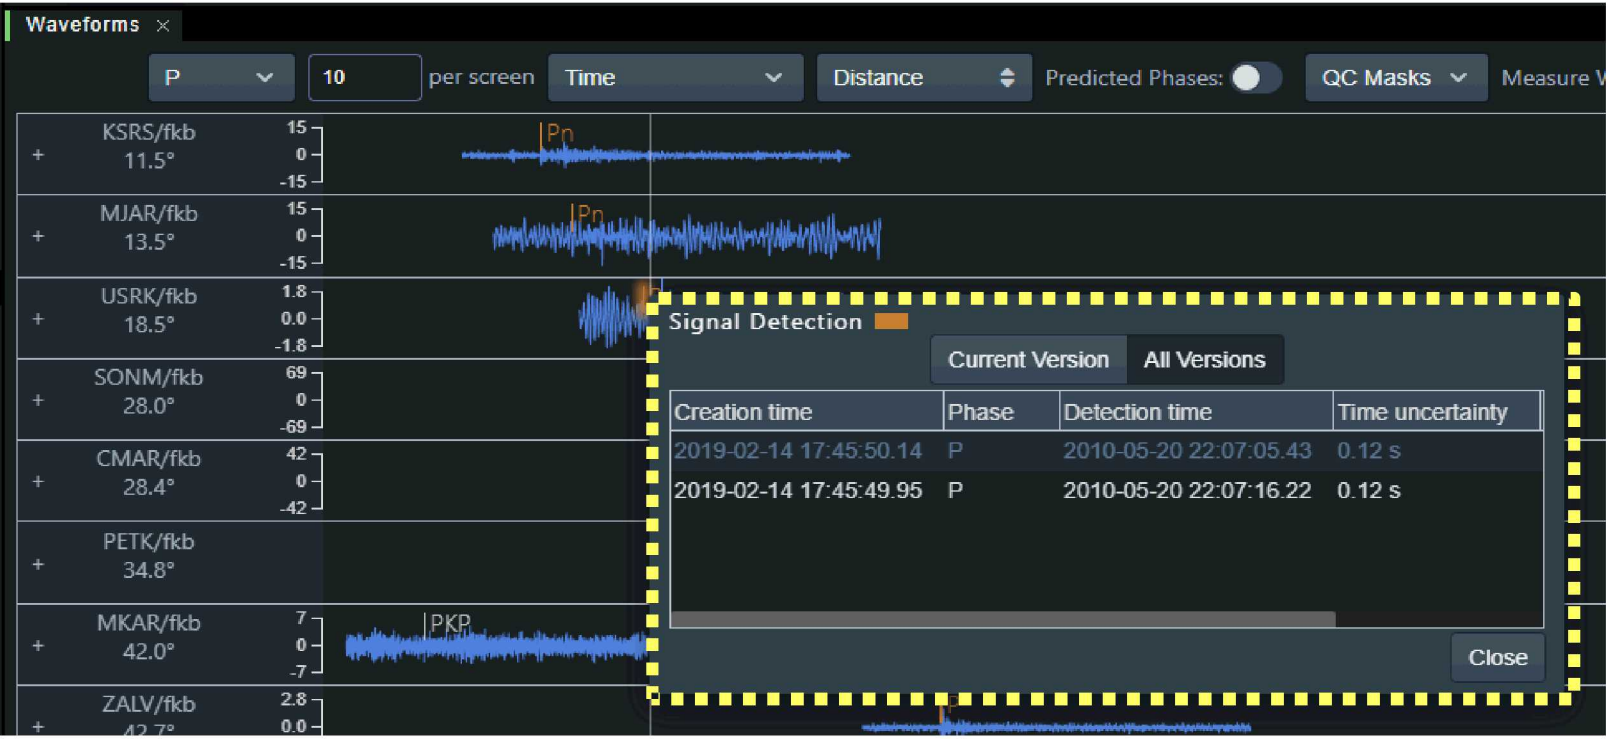 Waveforms ×
P 10 per screen Time Distance Predicted Phases: QC Masks Measure W
KSRS/fkb
11.5°
+
15
0
-15
Pn
MJAR/fkb
13.5°
+
15
0
-15
Pn
USRK/fkb
18.5°
+
1.8
0.0
-1.8
SONM/fkb
28.0°
+
69
0
-69
CMAR/fkb
28.4°
+
42
0
-42
PETK/fkb
34.8°
+
MKAR/fkb
42.0°
+
7
0
-7
PKP
ZALV/fkb
42.7°
+
2.8
0.0
P
Signal Detection
Current Version All Versions
Creation time Phase Detection time Time uncertainty
2019-02-14 17:45:50.14 P 2010-05-20 22:07:05.43 0.12 s
2019-02-14 17:45:49.95 P 2010-05-20 22:07:16.22 0.12 s
Close